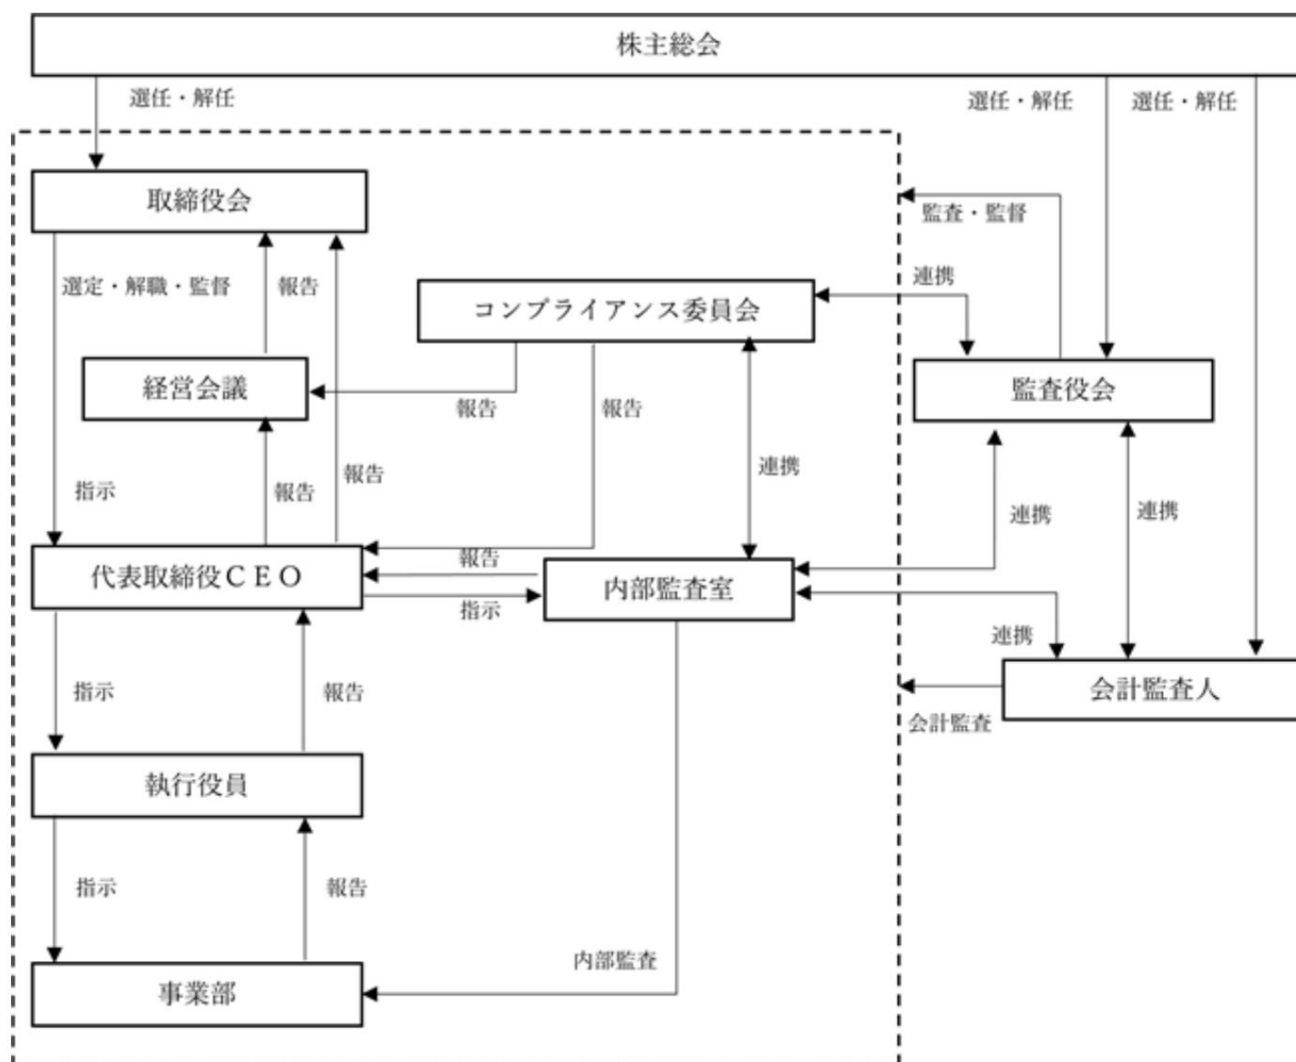 株主総会
選任・解任
選任・解任
選任・解任
取締役会
監査・監督
選定・解職・監督
報告
連携
コンプライアンス委員会
経営会議
監査役会
報告
報告
連携
報告
指示
報告
連携
連携
代表取締役CEO
報告
内部監査室
指示
連携
会計監査人
指示
報告
会計監査
執行役員
指示
報告
内部監査
事業部